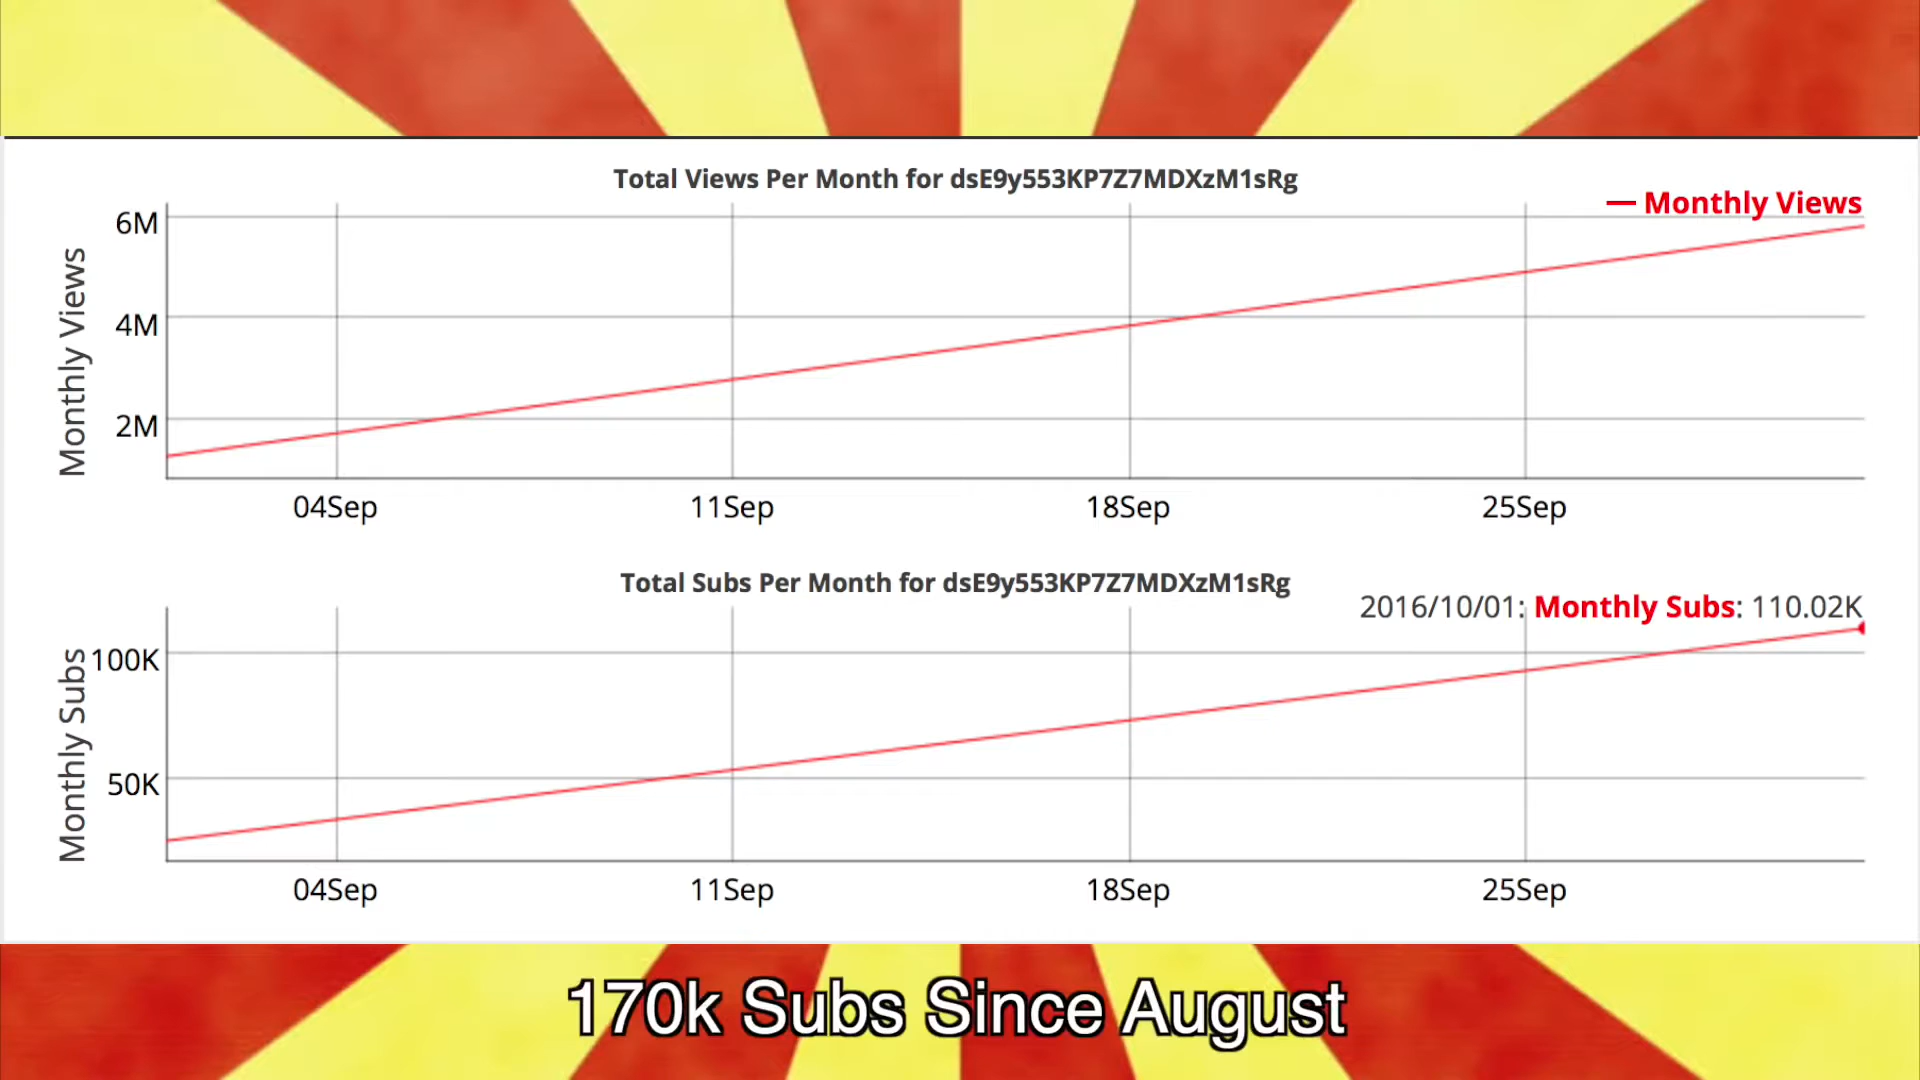 Total Views Per Month for dsE9y553KP7Z7MDXzM1sRg
— Monthly Views
6M
4M
2M
Monthly Views
04Sep 11Sep 18Sep 25Sep
Total Subs Per Month for dsE9y553KP7Z7MDXzM1sRg
2016/10/01: Monthly Subs: 110.02K
100K
50K
Monthly Subs
04Sep 11Sep 18Sep 25Sep
170k Subs Since August